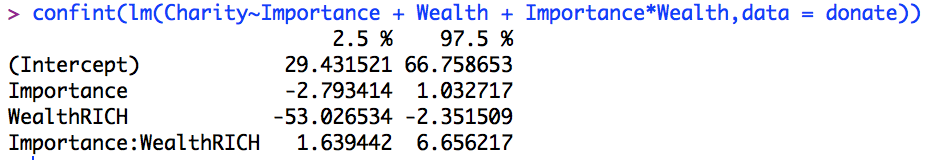 > confint(lm(Charity~Importance + Wealth + Importance*Wealth,data = donate))
2.5 % 97.5 %
(Intercept) 29.431521 66.758653
Importance -2.793414 1.032717
WealthRICH -53.026534 -2.351509
Importance:WealthRICH 1.639442 6.656217